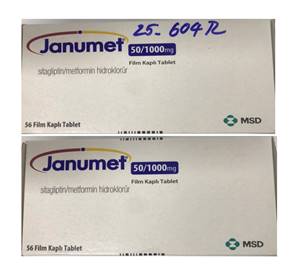 25-604 TL
Janumet 50/1000mg
Film Kaplı Tablet
sitagliptin/metformin hidroklorür
56 Film Kaplı Tablet
MSD
Janumet 50/1000mg
Film Kaplı Tablet
sitagliptin/metformin hidroklorür
56 Film Kaplı Tablet
MSD